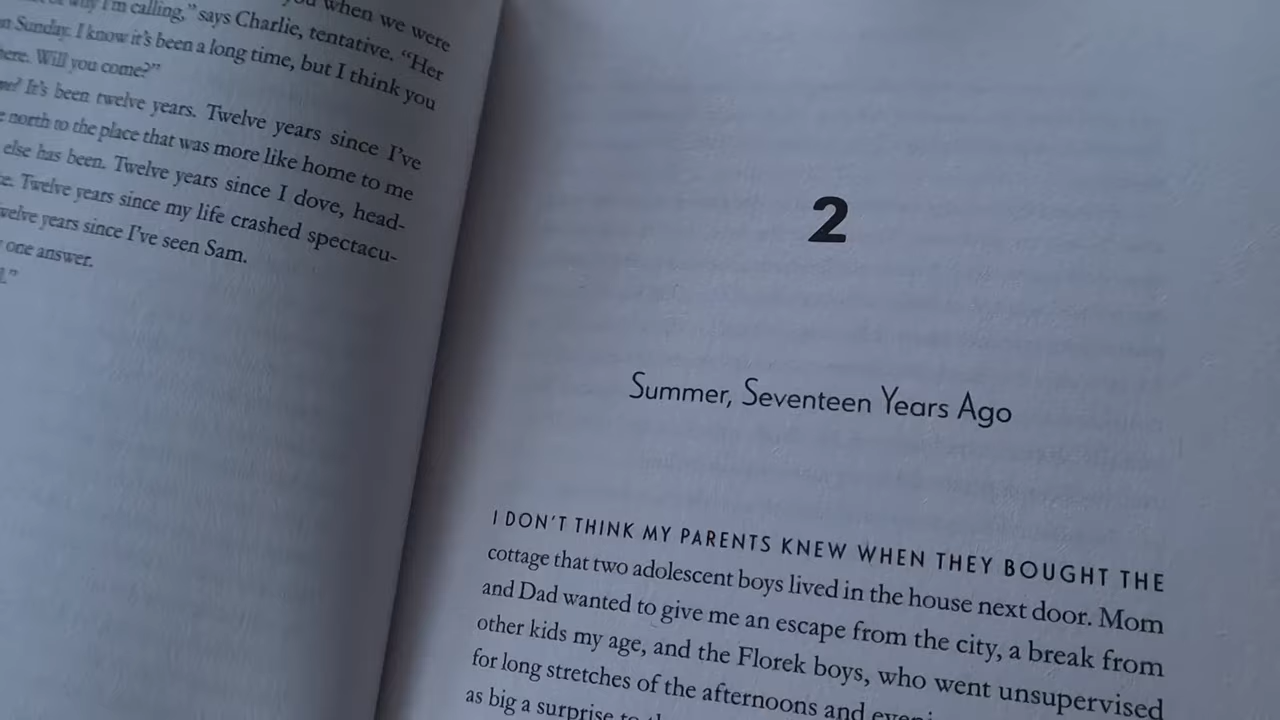 you when we were
why I'm calling,” says Charlie, tentative. “Her
Sunday. I know it's been a long time, but I think you
here. Will you come?”
It's been twelve years. Twelve years since I've
north to the place that was more like home to me
else has been. Twelve years since I dove, head-
Twelve years since my life crashed spectacu-
twelve years since I've seen Sam.
one answer.
2
Summer, Seventeen Years Ago
I DON'T THINK MY PARENTS KNEW WHEN THEY BOUGHT THE
cottage that two adolescent boys lived in the house next door. Mom
and Dad wanted to give me an escape from the city, a break from
other kids my age, and the Florek boys, who went unsupervised
for long stretches of the afternoons and
as big a surprise to